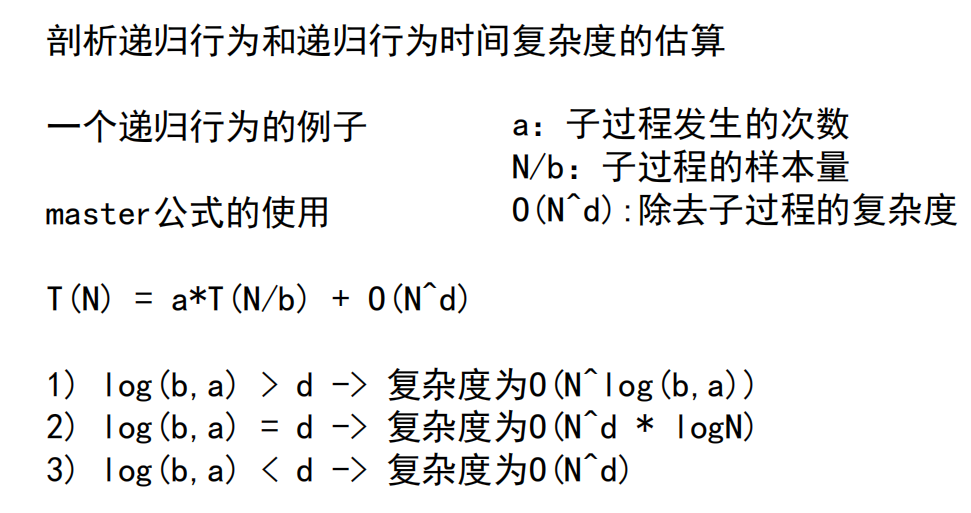 剖析递归行为和递归行为时间复杂度的估算
一个递归行为的例子
a：子过程发生的次数
N/b：子过程的样本量
O(N^d):除去子过程的复杂度
master公式的使用
T(N) = a*T(N/b) + O(N^d)
1) log(b,a) > d -> 复杂度为O(N^log(b,a))
2) log(b,a) = d -> 复杂度为O(N^d * logN)
3) log(b,a) < d -> 复杂度为O(N^d)